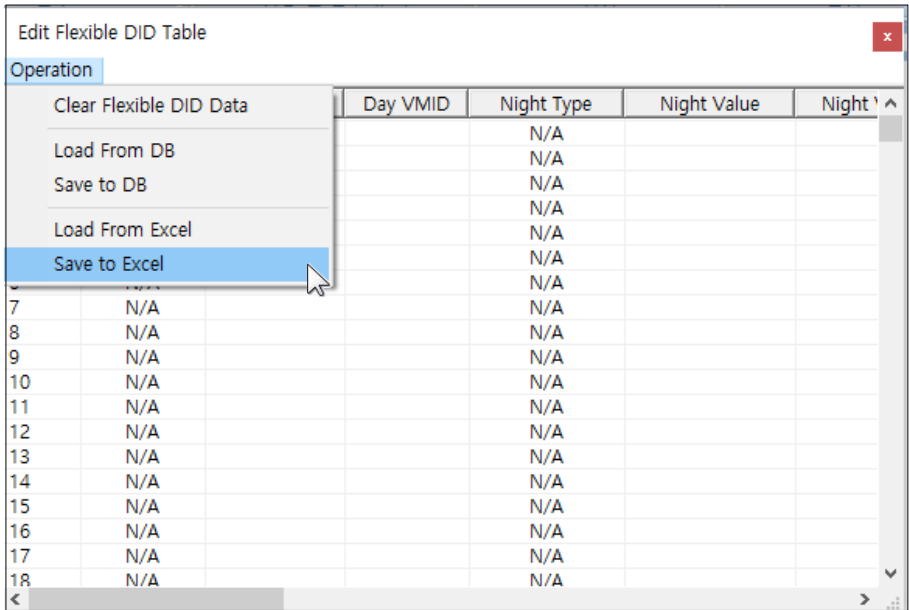 Edit Flexible DID Table
x
Operation
Clear Flexible DID Data
Load From DB
Save to DB
Load From Excel
Save to Excel
Day VMID Night Type Night Value Night
N/A
N/A
N/A
N/A
N/A
N/A
N/A
7 N/A N/A
8 N/A N/A
9 N/A N/A
10 N/A N/A
11 N/A N/A
12 N/A N/A
13 N/A N/A
14 N/A N/A
15 N/A N/A
16 N/A N/A
17 N/A N/A
18 N/A N/A